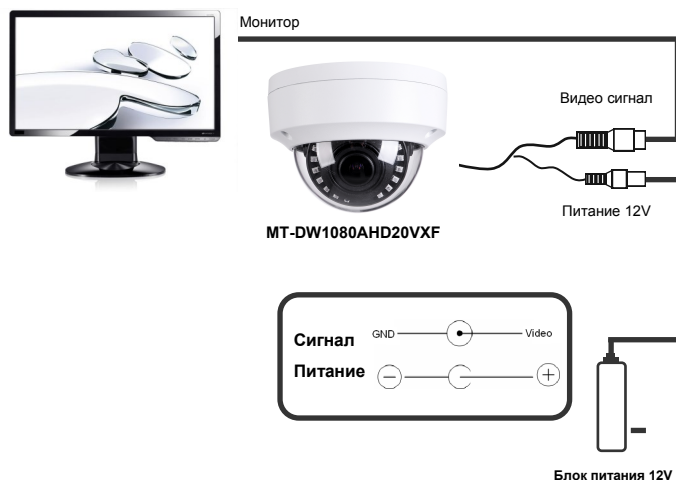 Монитор
Видео сигнал
Питание 12V
MT-DW1080AHD20VXF
Сигнал GND Video
Питание − +
Блок питания 12V